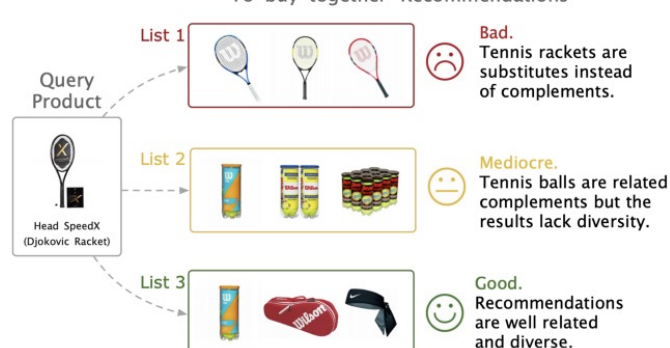 To buy together Recommendations
List 1
Bad.
Tennis rackets are
substitutes instead
of complements.
Query
Product
Head SpeedX
(Djokovic Racket)
List 2
Wilson
Mediocre.
Tennis balls are related
complements but the
results lack diversity.
List 3
Wilson
Good.
Recommendations
are well related
and diverse.